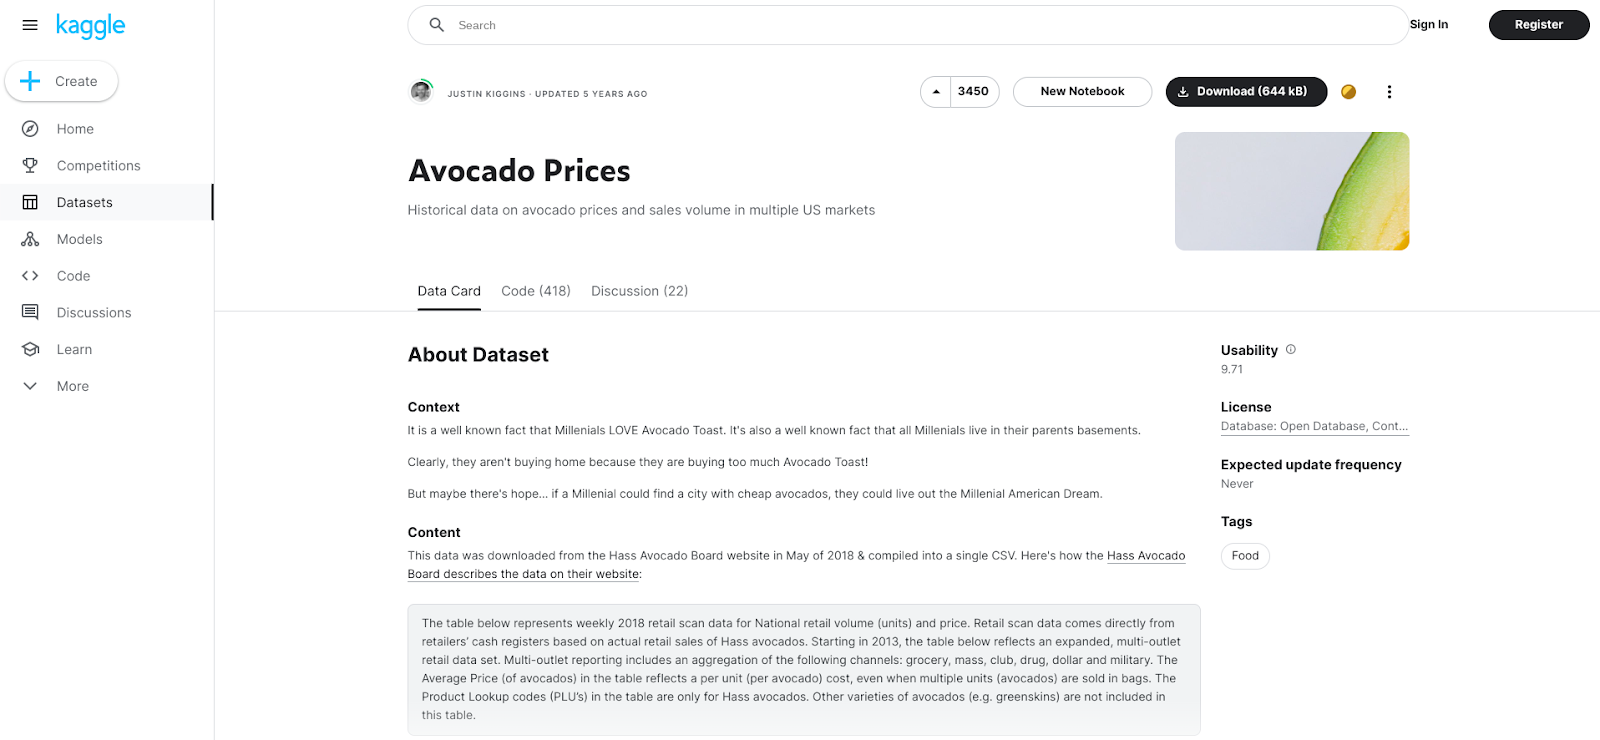 kaggle
Search
Sign In
Register
Create
Home
Competitions
Datasets
Models
Code
Discussions
Learn
More
JUSTIN KIGGINS · UPDATED 5 YEARS AGO
3450
New Notebook
Download (644 kB)
Avocado Prices
Historical data on avocado prices and sales volume in multiple US markets
Data Card
Code (418)
Discussion (22)
About Dataset
Context
It is a well known fact that Millenials LOVE Avocado Toast. It's also a well known fact that all Millenials live in their parents basements.
Clearly, they aren't buying home because they are buying too much Avocado Toast!
But maybe there's hope... if a Millenial could find a city with cheap avocados, they could live out the Millenial American Dream.
Content
This data was downloaded from the Hass Avocado Board website in May of 2018 & compiled into a single CSV. Here's how the Hass Avocado
Board describes the data on their website:
The table below represents weekly 2018 retail scan data for National retail volume (units) and price. Retail scan data comes directly from
retailers' cash registers based on actual retail sales of Hass avocados. Starting in 2013, the table below reflects an expanded, multi-outlet
retail data set. Multi-outlet reporting includes an aggregation of the following channels: grocery, mass, club, drug, dollar and military. The
Average Price (of avocados) in the table reflects a per unit (per avocado) cost, even when multiple units (avocados) are sold in bags. The
Product Lookup codes (PLU's) in the table are only for Hass avocados. Other varieties of avocados (e.g. greenskins) are not included in
this table.
Usability
9.71
License
Database: Open Database, Cont...
Expected update frequency
Never
Tags
Food